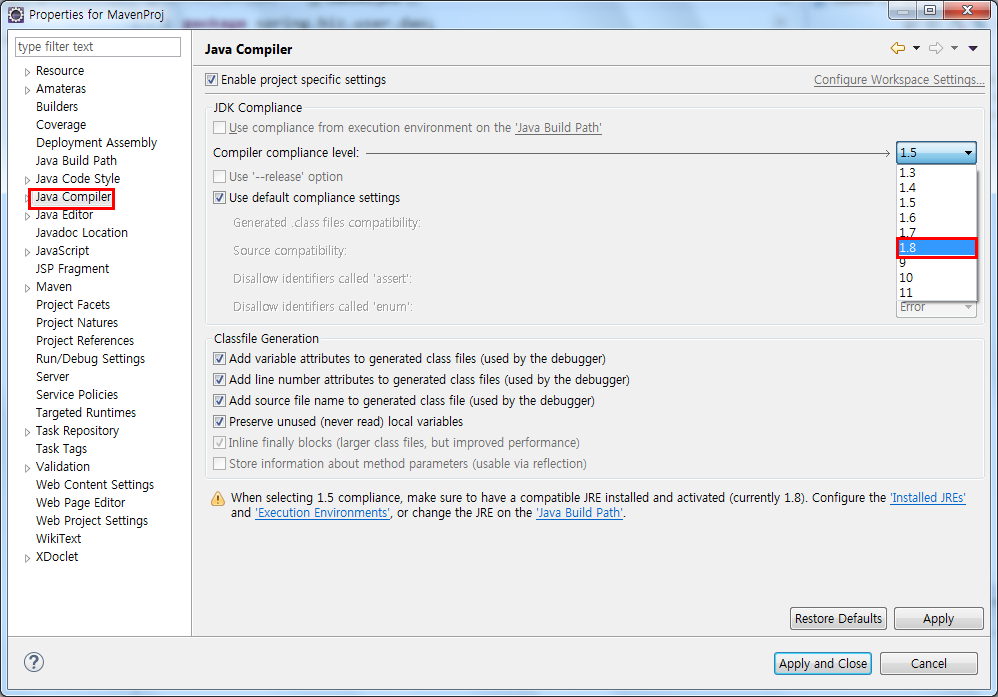 Properties for MavenProj
package spring.biz.user.dao;
type filter text
Resource
Amateras
Builders
Coverage
Deployment Assembly
Java Build Path
Java Code Style
Java Compiler
Java Editor
Javadoc Location
JavaScript
JSP Fragment
Maven
Project Facets
Project Natures
Project References
Run/Debug Settings
Server
Service Policies
Targeted Runtimes
Task Repository
Task Tags
Validation
Web Content Settings
Web Page Editor
Web Project Settings
WikiText
XDoclet
Java Compiler
Enable project specific settings
Configure Workspace Settings...
JDK Compliance
Use compliance from execution environment on the 'Java Build Path'
Compiler compliance level:
1.5
Use '--release' option
Use default compliance settings
Generated .class files compatibility:
Source compatibility:
Disallow identifiers called 'assert':
Disallow identifiers called 'enum':
1.3
1.4
1.5
1.6
1.7
1.8
9
10
11
Error
Classfile Generation
Add variable attributes to generated class files (used by the debugger)
Add line number attributes to generated class files (used by the debugger)
Add source file name to generated class file (used by the debugger)
Preserve unused (never read) local variables
Inline finally blocks (larger class files, but improved performance)
Store information about method parameters (usable via reflection)
When selecting 1.5 compliance, make sure to have a compatible JRE installed and activated (currently 1.8). Configure the 'Installed JREs'
and 'Execution Environments', or change the JRE on the 'Java Build Path'.
Restore Defaults
Apply
?
Apply and Close
Cancel